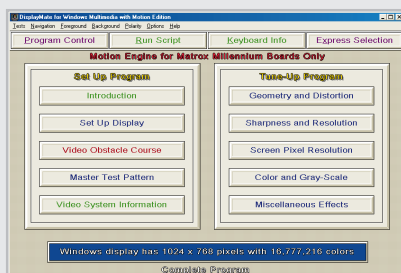 DisplayMate for Windows Multimedia with Motion Edition
Tests Navigation Foreground Background Polarity Options Help
Program Control Run Script Keyboard Info Express Selection
Motion Engine for Matrox Millennium Boards Only
Set Up Program Tune-Up Program
Introduction Geometry and Distortion
Set Up Display Sharpness and Resolution
Video Obstacle Course Screen Pixel Resolution
Master Test Pattern Color and Gray-Scale
Video System Information Miscellaneous Effects
Windows display has 1024 x 768 pixels with 16,777,216 colors
Complete Program